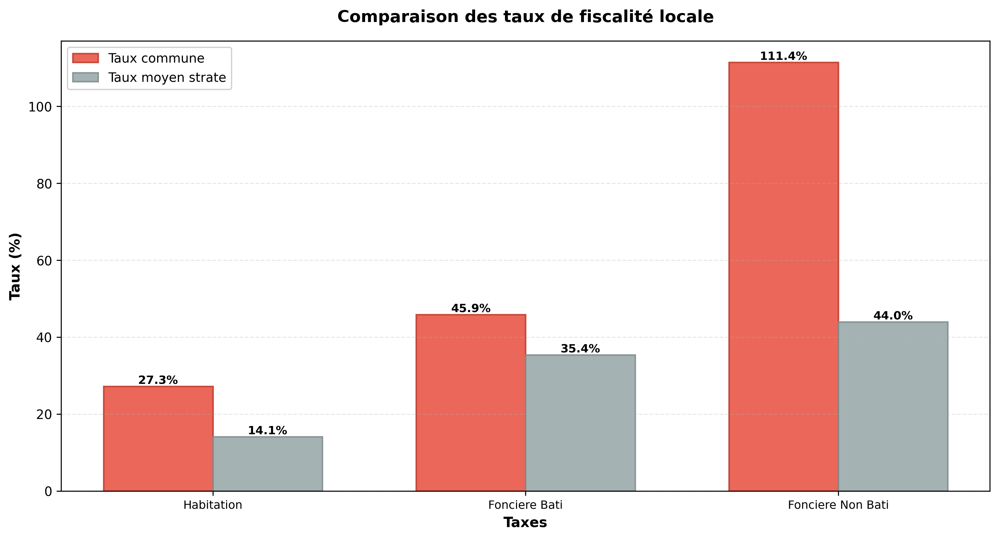 Comparaison des taux de fiscalité locale
Taux commune
Taux moyen strate
Taux (%)
100
80
60
40
20
0
27.3%
14.1%
45.9%
35.4%
111.4%
44.0%
Habitation
Fonciere Bati
Fonciere Non Bati
Taxes